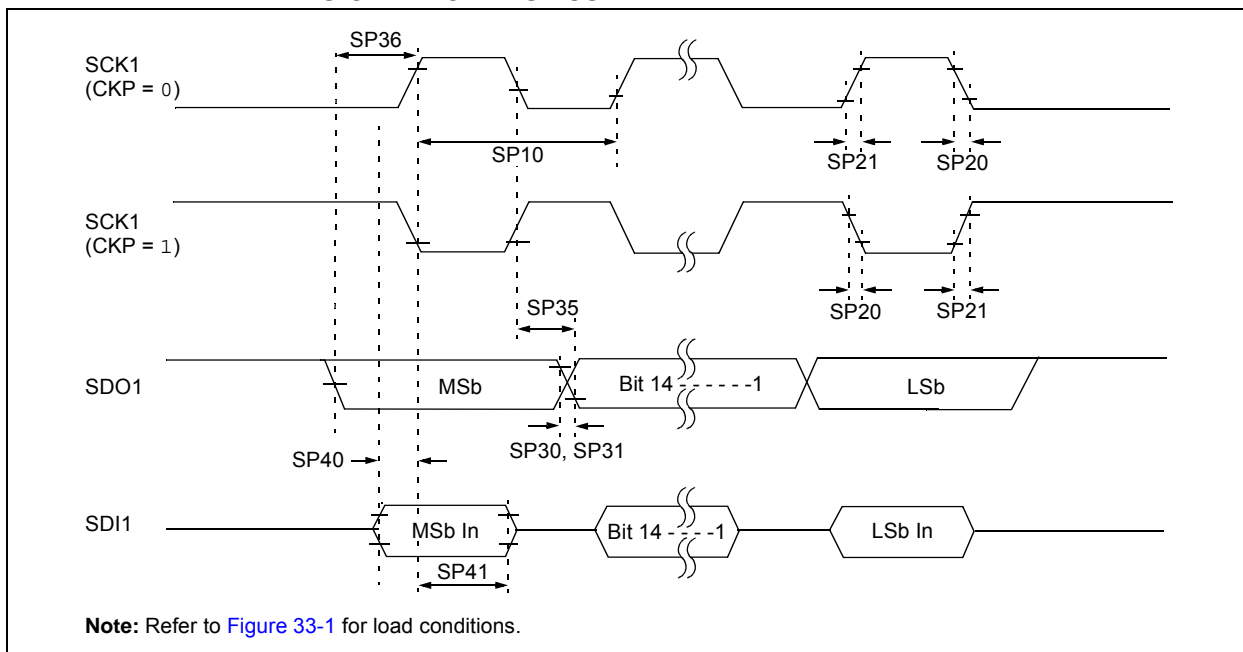 SP36
SCK1
(CKP = 0)
SP10
SP21
SP20
SCK1
(CKP = 1)
SP35
SP20
SP21
SDO1
MSb
Bit 14 - - - - - -1
LSb
SP40
SP30, SP31
SDI1
MSb In
Bit 14 - - - -1
LSb In
SP41
Note: Refer to Figure 33-1 for load conditions.